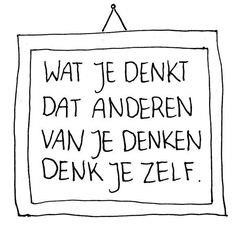 WAT JE DENKT
DAT ANDEREN
VAN JE DENKEN
DENK JE ZELF.